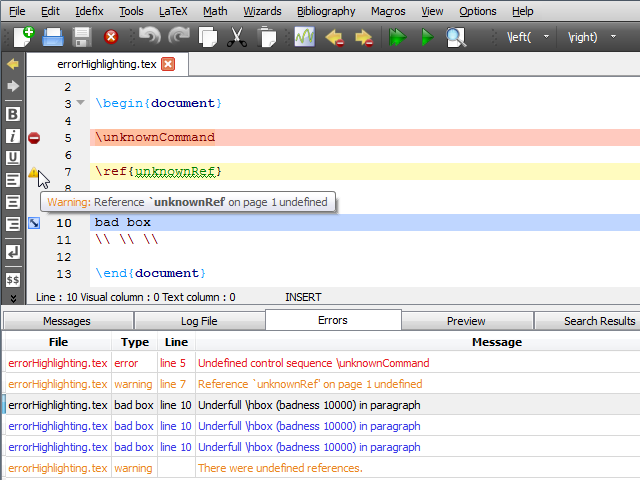 File Edit Idefix Tools LaTeX Math Wizards Bibliography Macros View Options Help
\left( \right)
errorHighlighting.tex
2
3 \begin{document}
5 \unknownCommand
6
7 \ref{unknownRef}
8
Warning: Reference `unknownRef on page 1 undefined
10 bad box
11 \\ \\ \\
12
13 \end{document}
B
i
U
$$
Line : 10 Visual column : 0 Text column : 0 INSERT
Messages Log File Errors Preview Search Results
File Type Line Message
errorHighlighting.tex error line 5 Undefined control sequence \unknownCommand
errorHighlighting.tex warning line 7 Reference `unknownRef' on page 1 undefined
errorHighlighting.tex bad box line 10 Underfull \hbox (badness 10000) in paragraph
errorHighlighting.tex bad box line 10 Underfull \hbox (badness 10000) in paragraph
errorHighlighting.tex bad box line 10 Underfull \hbox (badness 10000) in paragraph
errorHighlighting.tex warning There were undefined references.